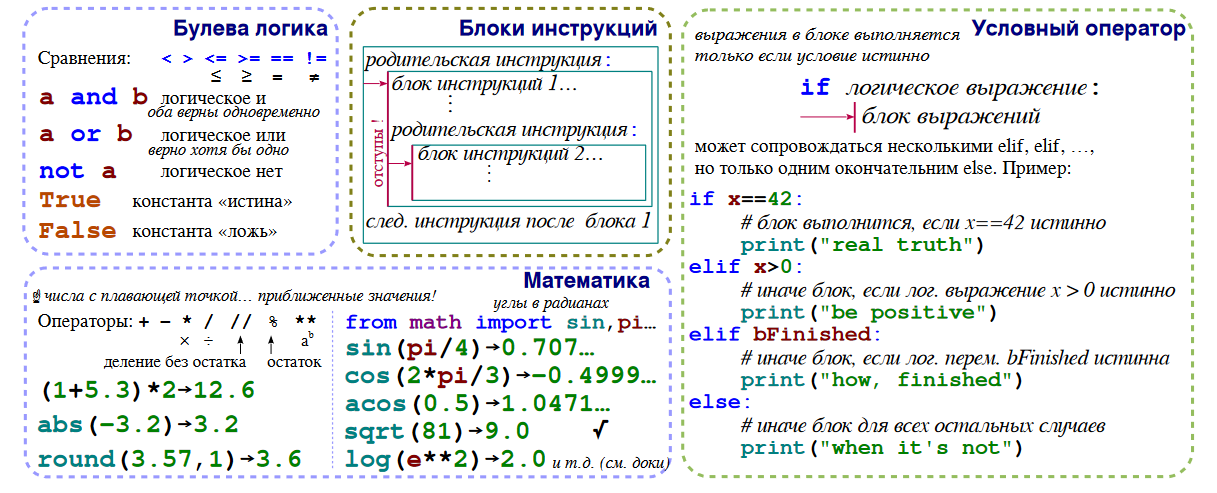 Булева логика
Сравнения: < > <= >= == !=
≤ ≥ = ≠
a and b логическое и
оба верны одновременно
a or b логическое или
верно хотя бы одно
not a логическое нет
True константа «истина»
False константа «ложь»
Блоки инструкций
родительская инструкция:
блок инструкций 1…
⋮
родительская инструкция:
блок инструкций 2…
⋮
отступы !
след. инструкция после блока 1
Условный оператор
выражения в блоке выполняется
только если условие истинно
if логическое выражение:
блок выражений
может сопровождаться несколькими elif, elif, …,
но только одним окончательним else. Пример:
if x==42:
# блок выполнится, если x==42 истинно
print("real truth")
elif x>0:
# иначе блок, если лог. выражение x > 0 истинно
print("be positive")
elif bFinished:
# иначе блок, если лог. перем. bFinished истинна
print("how, finished")
else:
# иначе блок для всех остальных случаев
print("when it's not")
Математика
☝ числа с плавающей точкой… приближенные значения!
углы в радианах
Операторы: + - * / // % **
× ÷ aᵇ
деление без остатка остаток
(1+5.3)*2→12.6
abs(-3.2)→3.2
round(3.57,1)→3.6
from math import sin,pi…
sin(pi/4)→0.707…
cos(2*pi/3)→-0.4999…
acos(0.5)→1.0471…
sqrt(81)→9.0 √
log(e**2)→2.0 и т.д. (см. доки)